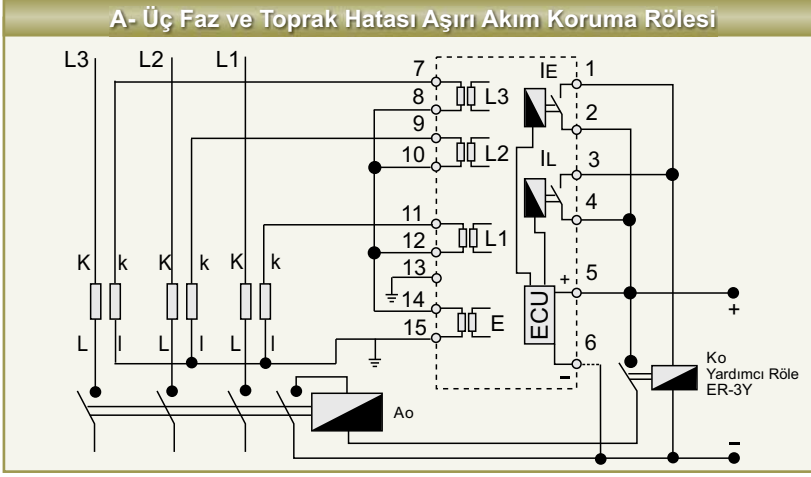 A- Üç Faz ve Toprak Hatası Aşırı Akım Koruma Rölesi
L3 L2 L1
7
8
L3
9
10
L2
11
12
L1
13
14
15
E
IE
1
2
IL
3
4
+ 5
ECU
6
−
K k K k K k
L l L l L l
Ao
+
Ko
Yardımcı Röle
ER-3Y
−